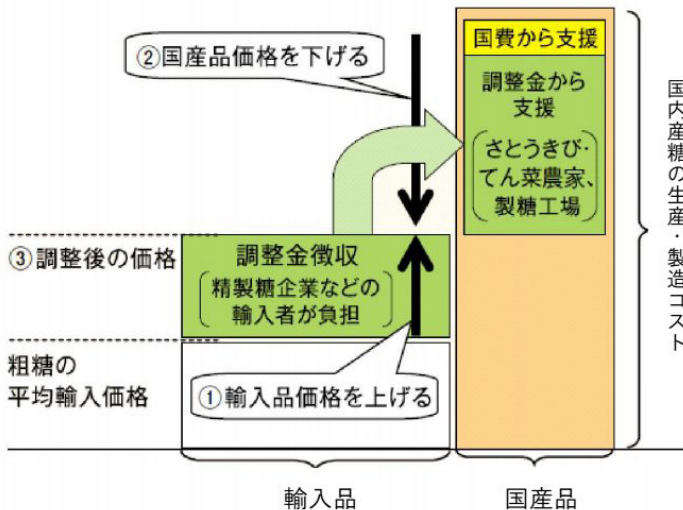 ②国産品価格を下げる
国費から支援
調整金から
支援
さとうきび・
てん菜農家、
製糖工場
国内産糖の生産・製造コスト
③調整後の価格
調整金徴収
精製糖企業などの
輸入者が負担
粗糖の
平均輸入価格
①輸入品価格を上げる
輸入品
国産品